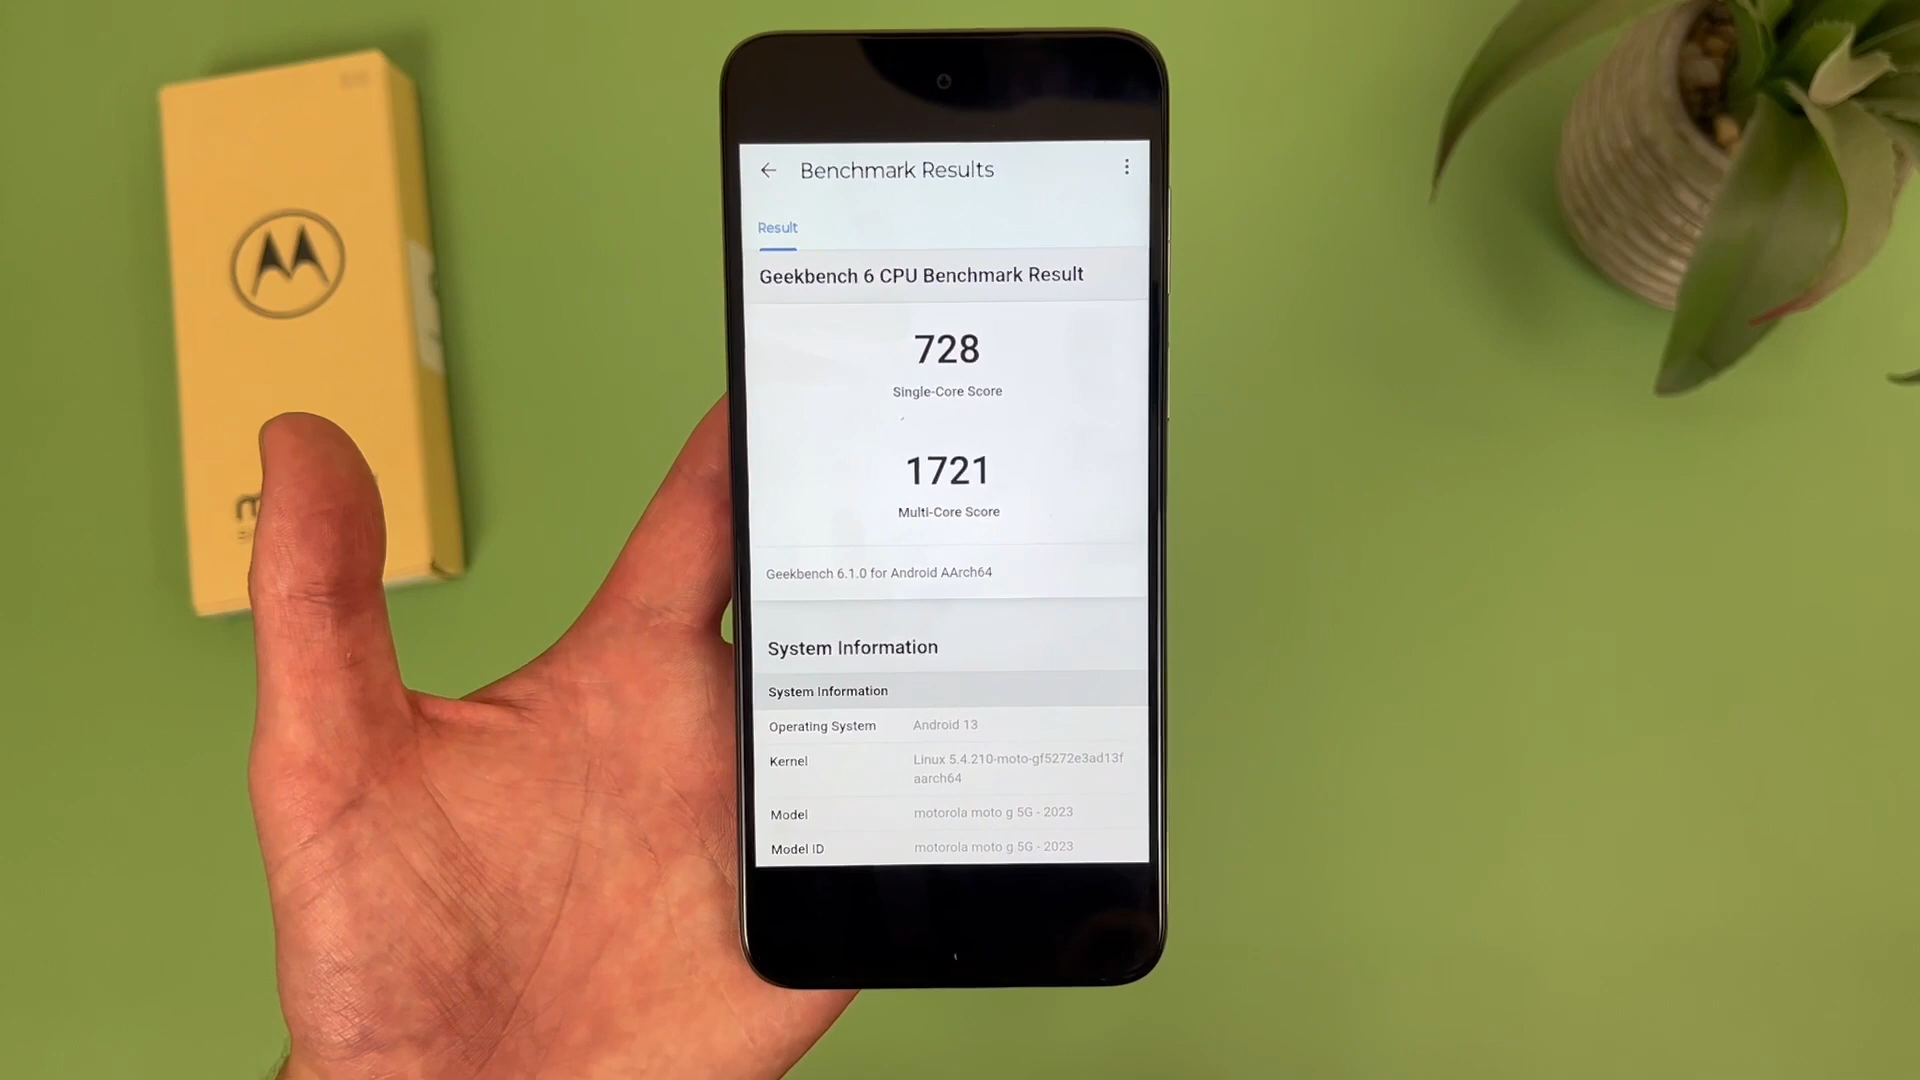 Benchmark Results
Result
Geekbench 6 CPU Benchmark Result
728
Single-Core Score
1721
Multi-Core Score
Geekbench 6.1.0 for Android AArch64
System Information
System Information
Operating System Android 13
Kernel Linux 5.4.210-moto-gf5272e3ad13f
aarch64
Model motorola moto g 5G - 2023
Model ID motorola moto g 5G - 2023